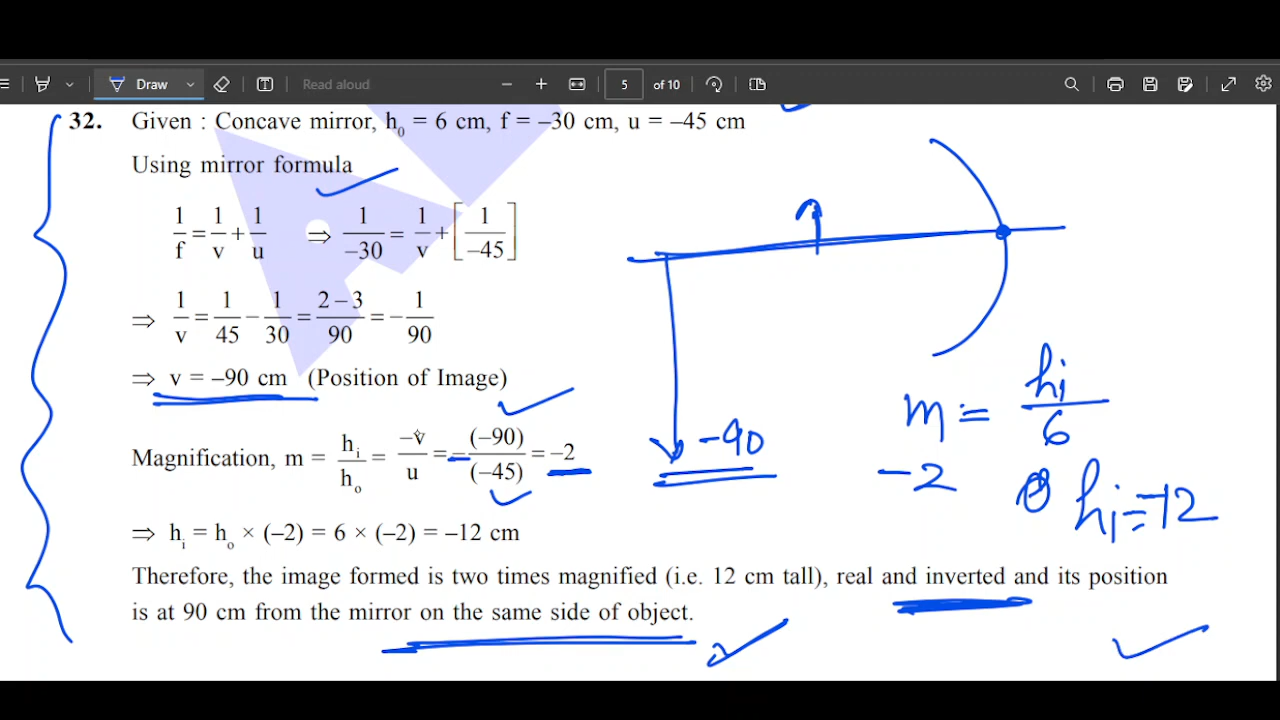 Draw
Read aloud
5 of 10
32. Given : Concave mirror, h₀ = 6 cm, f = –30 cm, u = –45 cm
Using mirror formula
1/f = 1/v + 1/u ⇒ 1/–30 = 1/v + [1/–45]
⇒ 1/v = 1/45 – 1/30 = 2–3/90 = – 1/90
⇒ v = –90 cm (Position of Image)
Magnification, m = hᵢ/hₒ = –v/u = – (–90)/(–45) = –2
⇒ hᵢ = hₒ × (–2) = 6 × (–2) = –12 cm
Therefore, the image formed is two times magnified (i.e. 12 cm tall), real and inverted and its position
is at 90 cm from the mirror on the same side of object.
-90
m = hi/6
-2
hi = -12